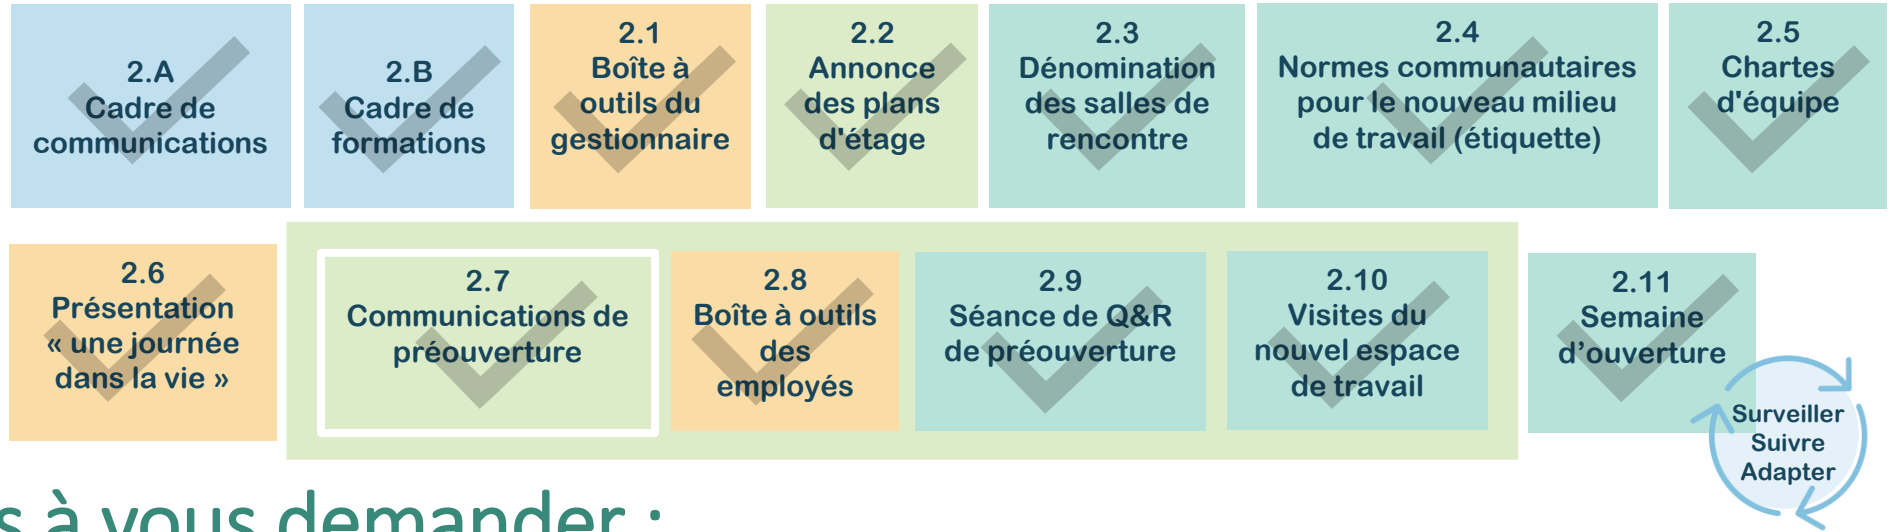 2.A
Cadre de
communications
2.B
Cadre de
formations
2.1
Boîte à
outils du
gestionnaire
2.2
Annonce
des plans
d'étage
2.3
Dénomination
des salles de
rencontre
2.4
Normes communautaires
pour le nouveau milieu
de travail (étiquette)
2.5
Chartes
d'équipe
2.6
Présentation
« une journée
dans la vie »
2.7
Communications de
préouverture
2.8
Boîte à outils
des
employés
2.9
Séance de Q&R
de préouverture
2.10
Visites du
nouvel espace
de travail
2.11
Semaine
d’ouverture
Surveiller
Suivre
Adapter
à vous demander :